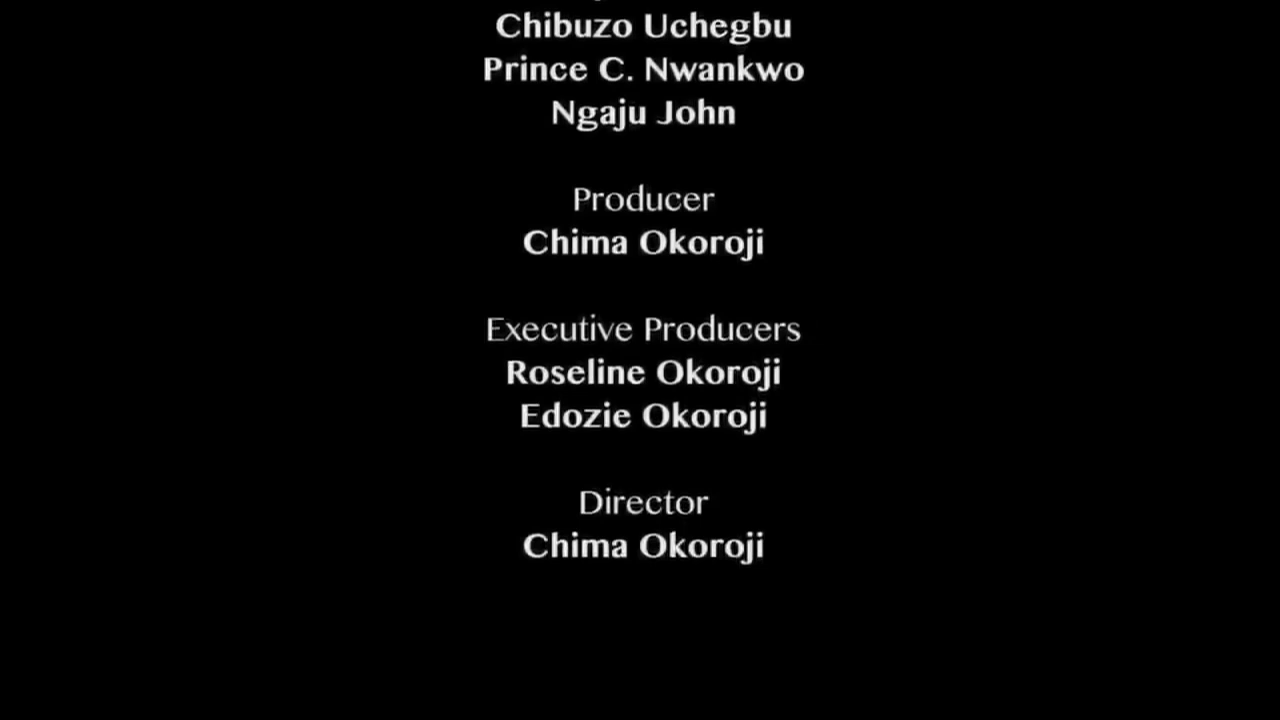 Chibuzo Uchegbu
Prince C. Nwankwo
Ngaju John
Producer
Chima Okoroji
Executive Producers
Roseline Okoroji
Edozie Okoroji
Director
Chima Okoroji